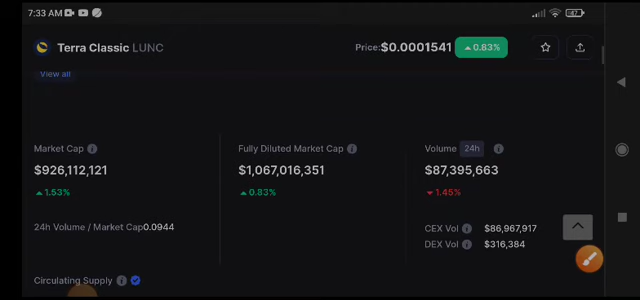 7:33 AM 47
Terra Classic LUNC Price:$0.0001541 0.83%
View all
Market Cap Fully Diluted Market Cap Volume 24h
$926,112,121 $1,067,016,351 $87,395,663
1.53% 0.83% 1.45%
24h Volume / Market Cap0.0944 CEX Vol $86,967,917
DEX Vol $316,384
Circulating Supply